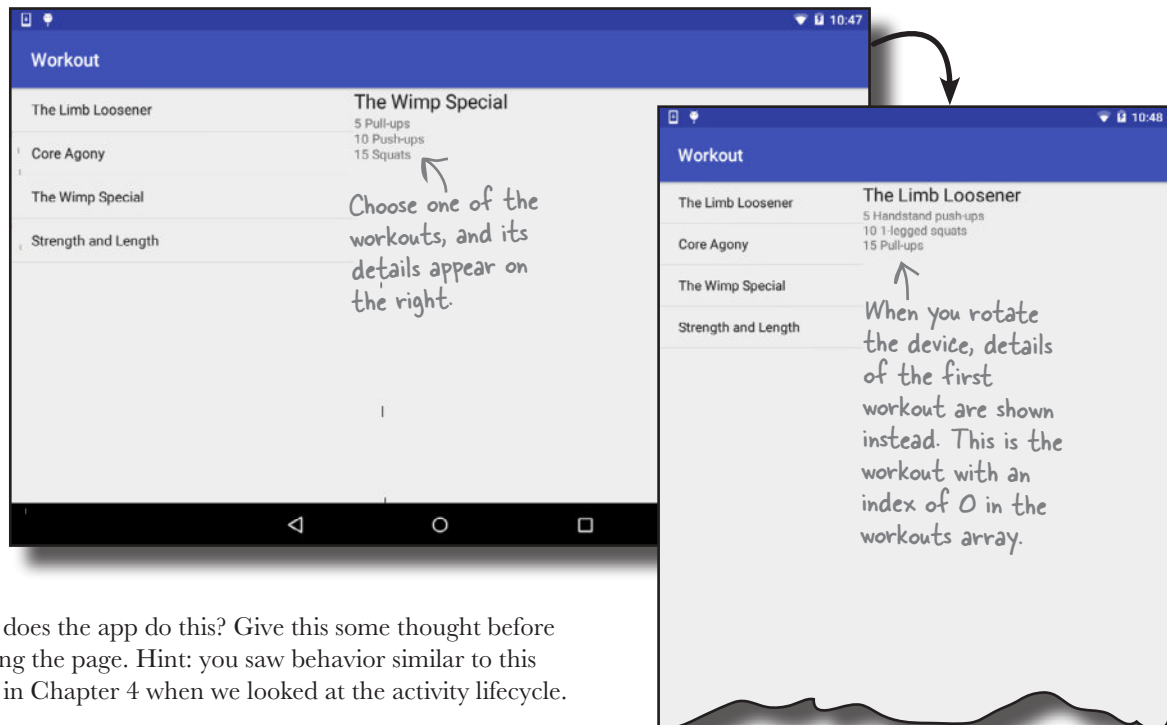 10:47
Workout
The Limb Loosener
Core Agony
The Wimp Special
Strength and Length
The Wimp Special
5 Pull-ups
10 Push-ups
15 Squats
Choose one of the
workouts, and its
details appear on
the right.
10:48
Workout
The Limb Loosener
Core Agony
The Wimp Special
Strength and Length
The Limb Loosener
5 Handstand push-ups
10 1-legged squats
15 Pull-ups
When you rotate
the device, details
of the first
workout are shown
instead. This is the
workout with an
index of 0 in the
workouts array.
does the app do this? Give this some thought before
ng the page. Hint: you saw behavior similar to this
in Chapter 4 when we looked at the activity lifecycle.